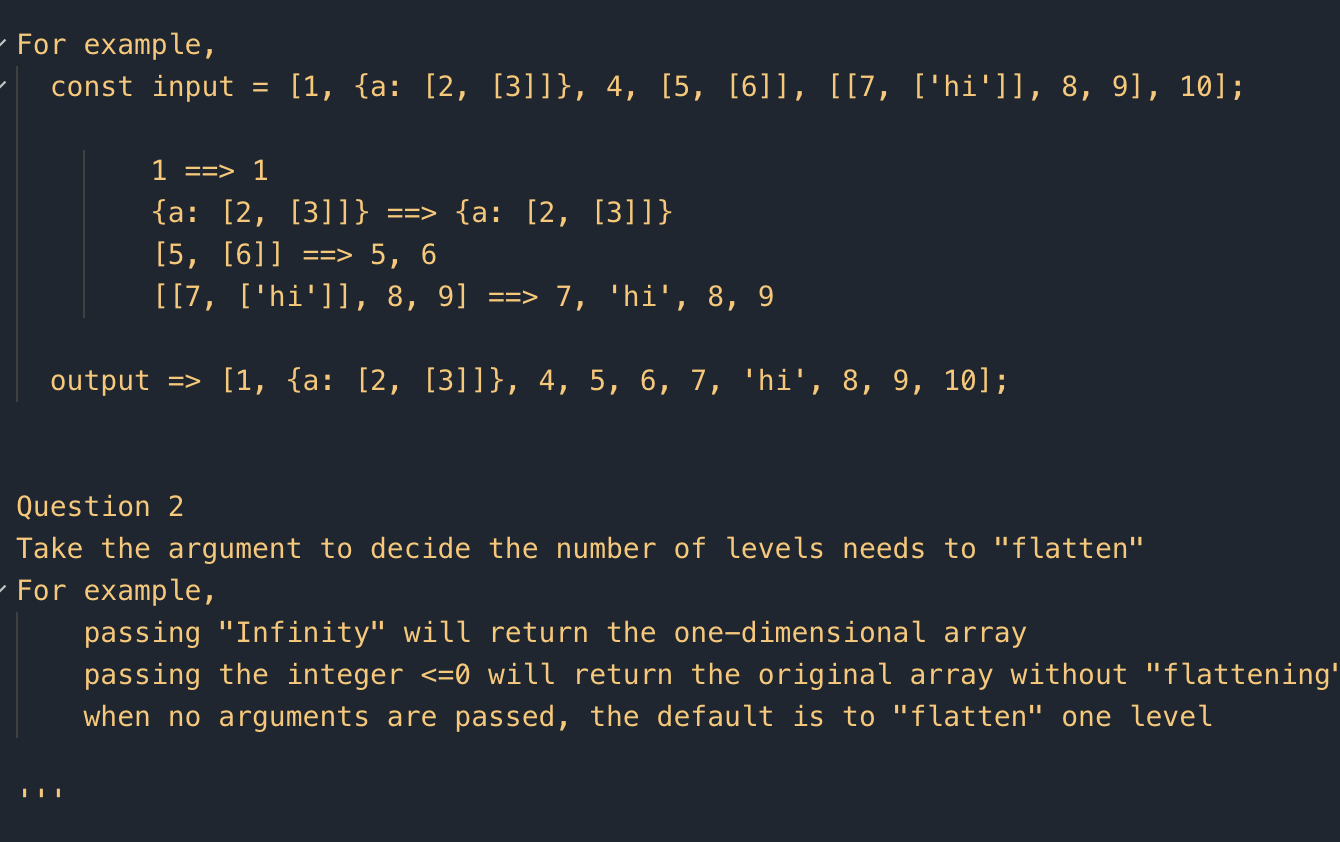 For example,
const input = [1, {a: [2, [3]]}, 4, [5, [6]], [[7, ['hi']], 8, 9], 10];
1 ==> 1
{a: [2, [3]]} ==> {a: [2, [3]]}
[5, [6]] ==> 5, 6
[[7, ['hi']], 8, 9] ==> 7, 'hi', 8, 9
output => [1, {a: [2, [3]]}, 4, 5, 6, 7, 'hi', 8, 9, 10];
Question 2
Take the argument to decide the number of levels needs to "flatten"
For example,
passing "Infinity" will return the one-dimensional array
passing the integer <=0 will return the original array without "flattening"
when no arguments are passed, the default is to "flatten" one level
'''